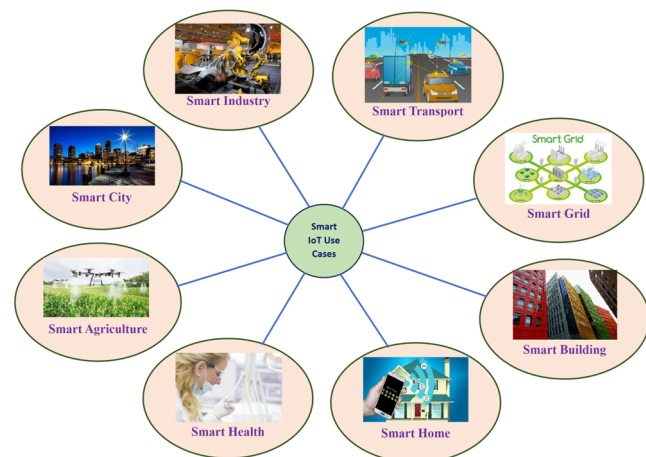 Smart Industry
Smart Transport
Smart City
Smart Grid
Smart Grid
Smart
IoT Use
Cases
Smart Agriculture
Smart Building
Smart Health
Smart Home